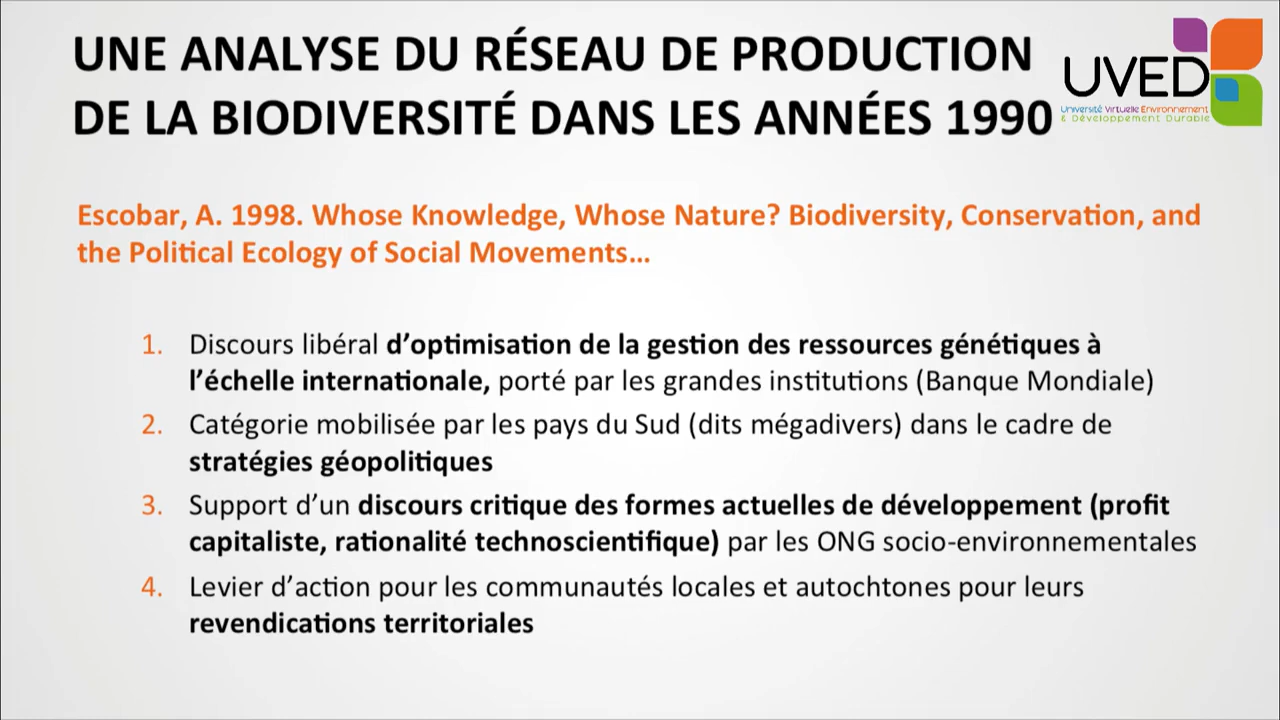 UNE ANALYSE DU RÉSEAU DE PRODUCTION
DE LA BIODIVERSITÉ DANS LES ANNÉES 1990
UVED
Université Virtuelle Environnement
& Développement Durable
Escobar, A. 1998. Whose Knowledge, Whose Nature? Biodiversity, Conservation, and
the Political Ecology of Social Movements…
1. Discours libéral d’optimisation de la gestion des ressources génétiques à
l’échelle internationale, porté par les grandes institutions (Banque Mondiale)
2. Catégorie mobilisée par les pays du Sud (dits mégadivers) dans le cadre de
stratégies géopolitiques
3. Support d’un discours critique des formes actuelles de développement (profit
capitaliste, rationalité technoscientifique) par les ONG socio-environnementales
4. Levier d’action pour les communautés locales et autochtones pour leurs
revendications territoriales